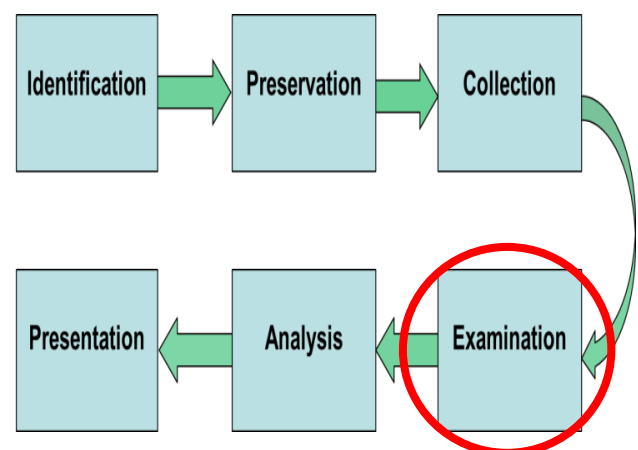 Identification
Preservation
Collection
Examination
Analysis
Presentation